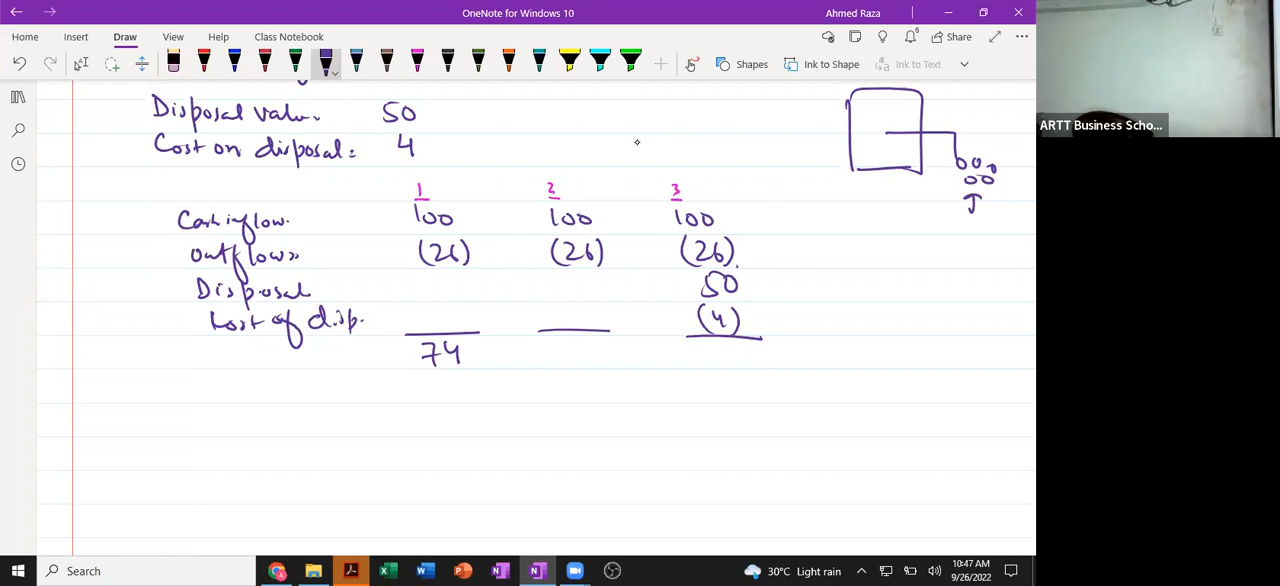 OneNote for Windows 10
Ahmed Raza
Home Insert Draw View Help Class Notebook
Share
Shapes Ink to Shape Ink to Text
ARTT Business Scho...
Disposal value. 50
Cost on disposal: 4
1 2 3
Cash inflow. 100 100 100
Outflows (26) (26) (26)
Disposal 50
Cost of disp. (4)
74
Search
30°C Light rain
10:47 AM
9/26/2022